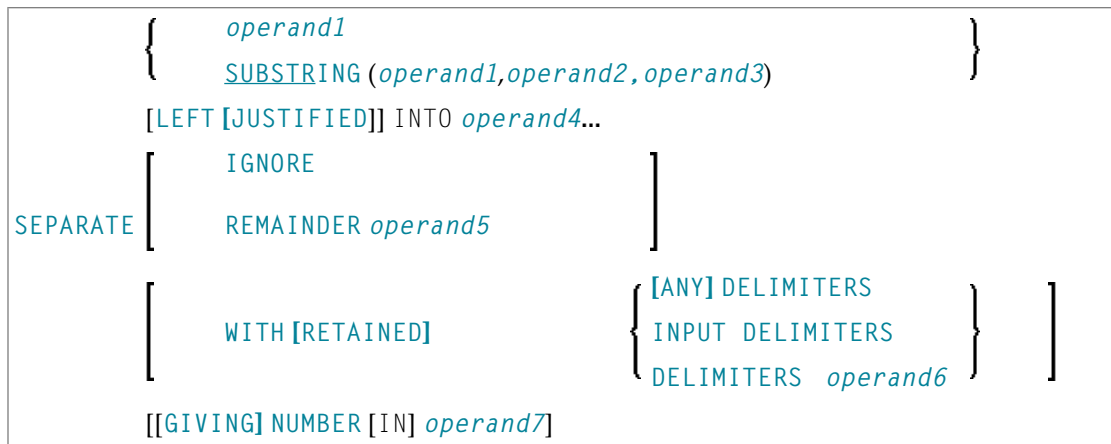 operand1
SUBSTRING (operand1,operand2,operand3)
[LEFT [JUSTIFIED]] INTO operand4...
IGNORE
SEPARATE REMAINDER operand5
[ANY] DELIMITERS
WITH [RETAINED] INPUT DELIMITERS
DELIMITERS operand6
[[GIVING] NUMBER [IN] operand7]